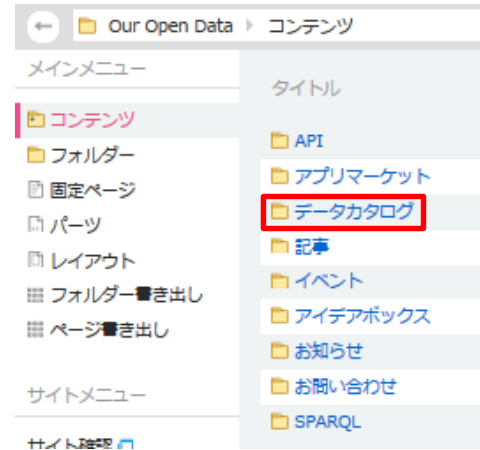 Our Open Data コンテンツ
メインメニュー
コンテンツ
フォルダー
固定ページ
パーツ
レイアウト
フォルダー書き出し
ページ書き出し
サイトメニュー
サイト確認
タイトル
API
アプリマーケット
データカタログ
記事
イベント
アイデアボックス
お知らせ
お問い合わせ
SPARQL